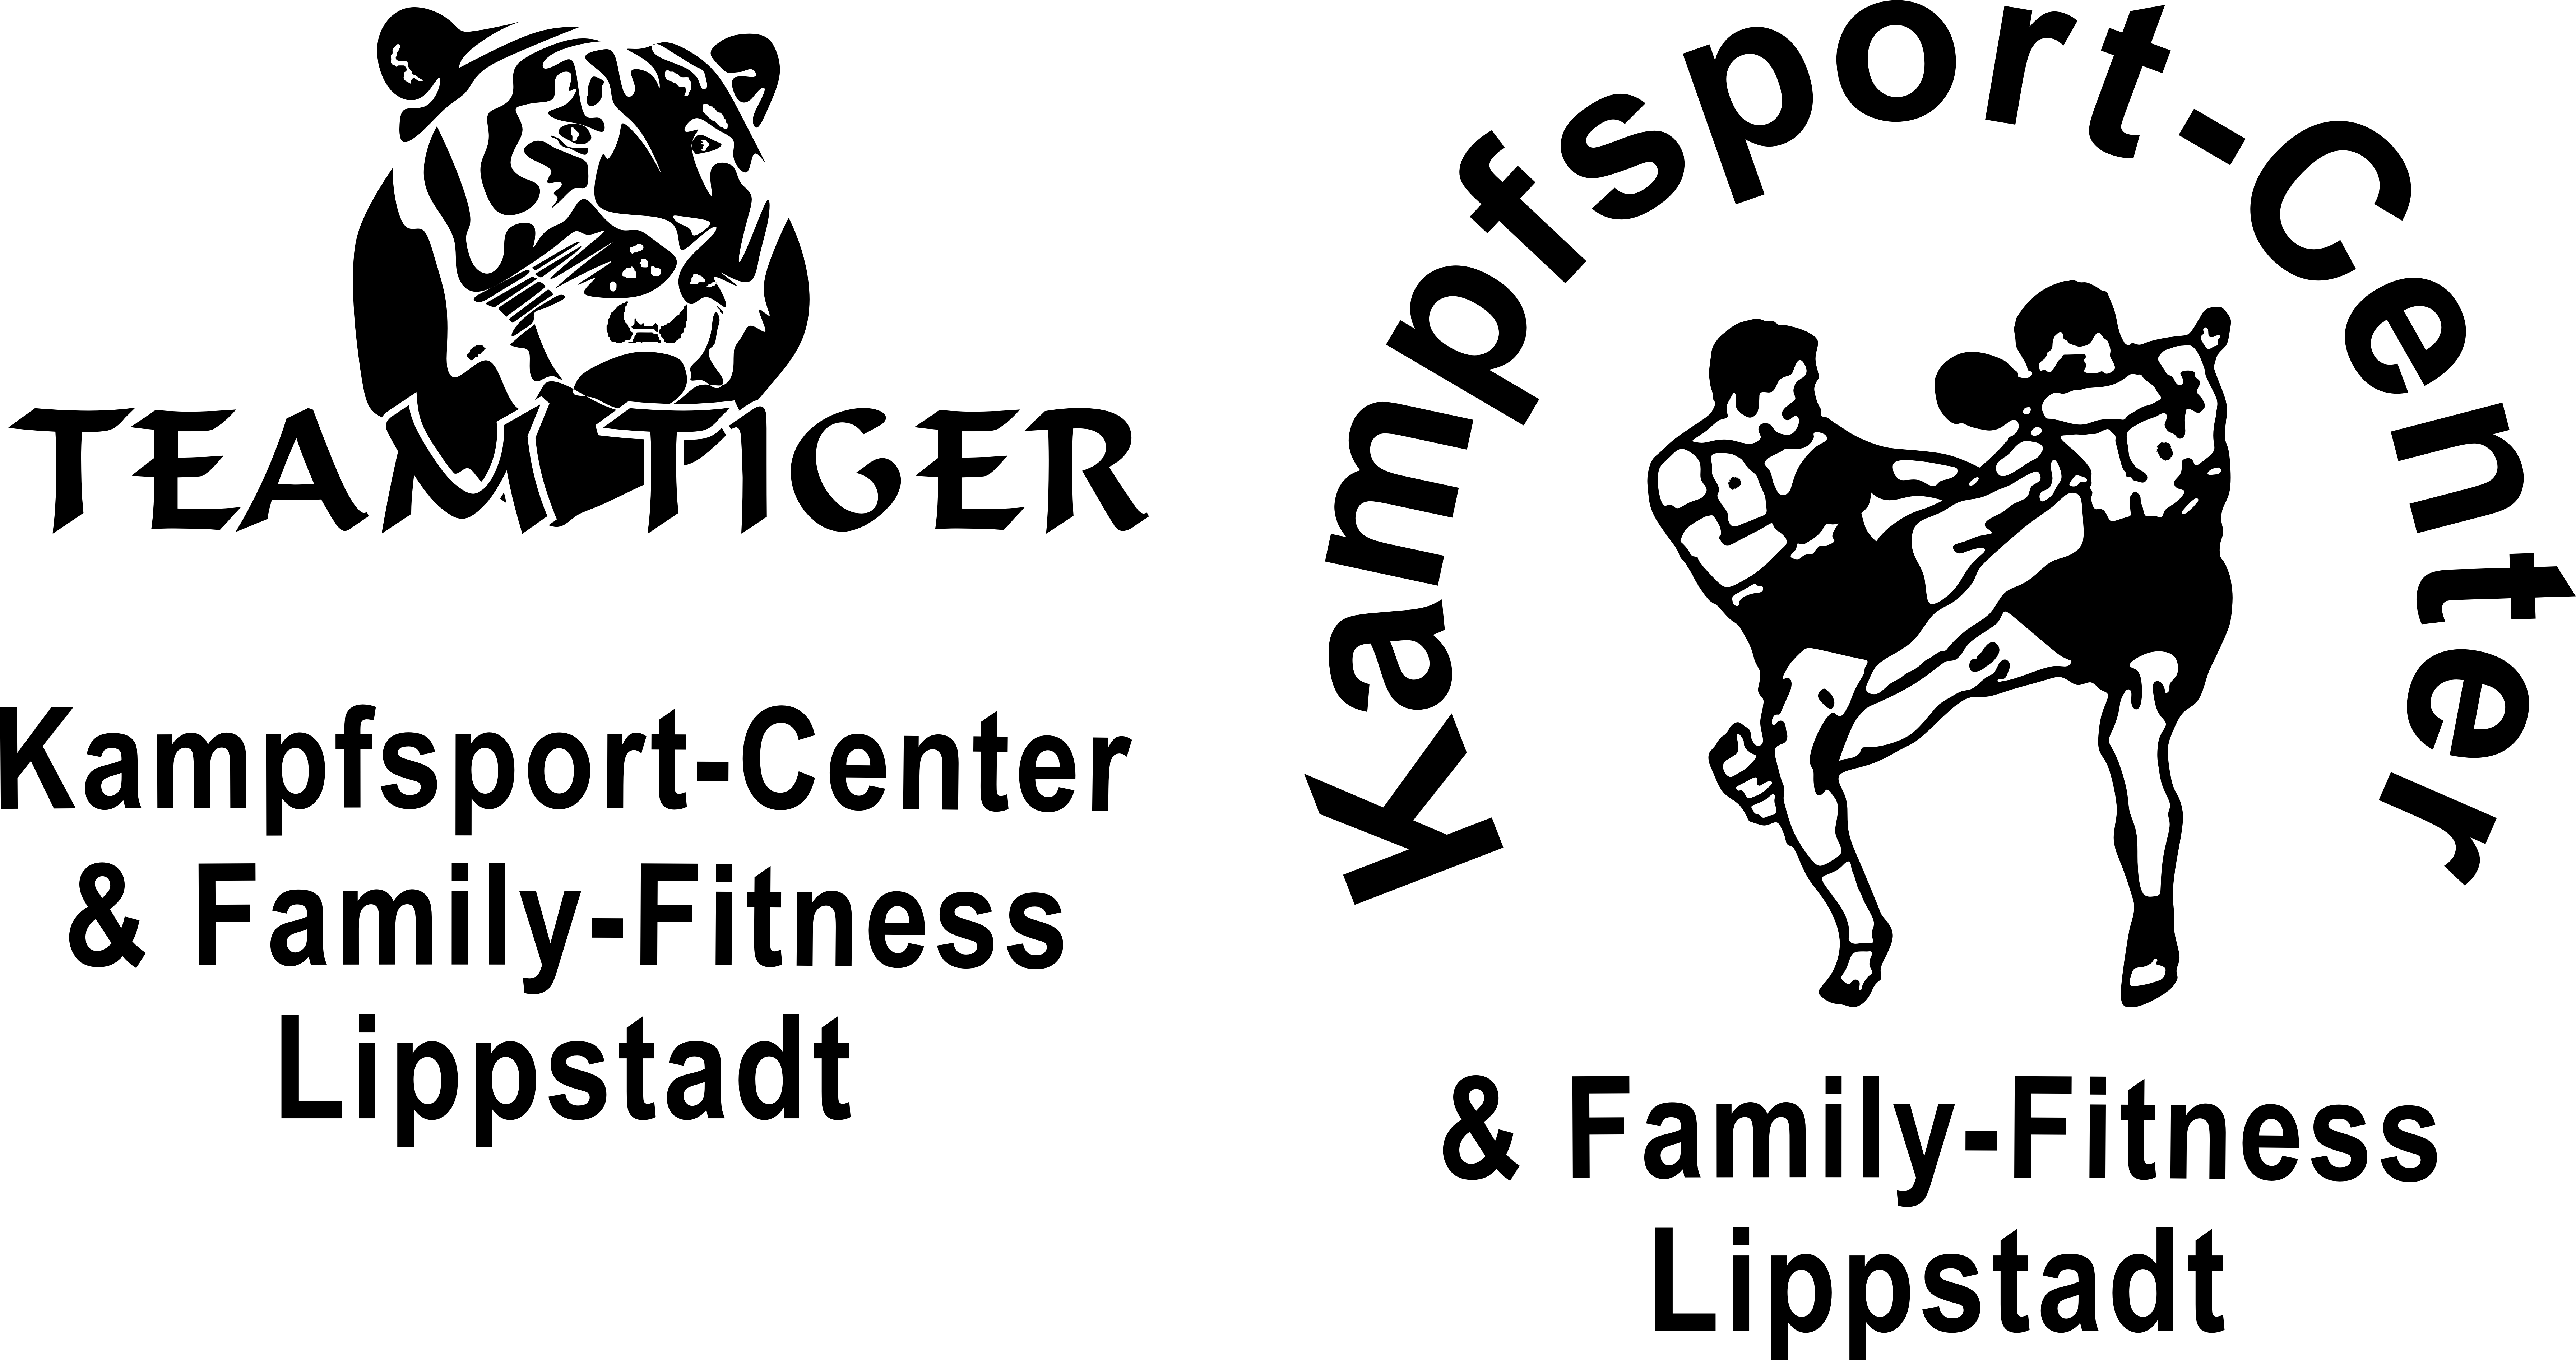 TEAM TIGER
Kampfsport-Center
& Family-Fitness
Lippstadt
Kampfsport-Center
& Family-Fitness
Lippstadt